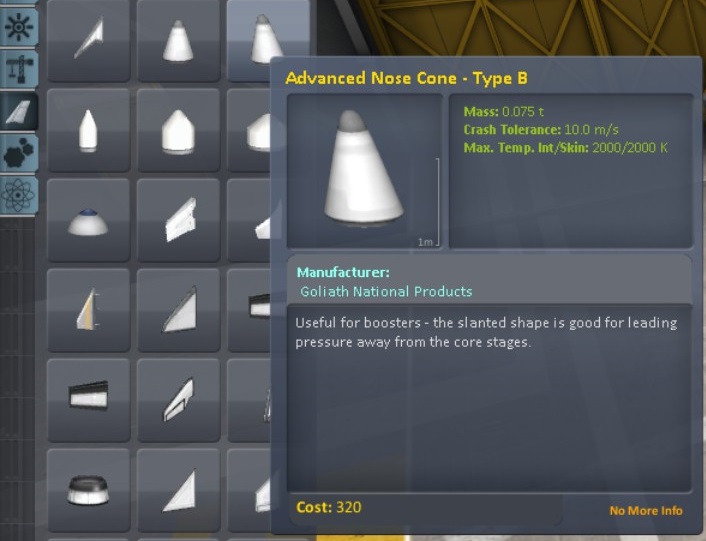 Advanced Nose Cone - Type B
Mass: 0.075 t
Crash Tolerance: 10.0 m/s
Max. Temp. Int/Skin: 2000/2000 K
1m
Manufacturer:
Goliath National Products
Useful for boosters - the slanted shape is good for leading
pressure away from the core stages.
Cost: 320
No More Info